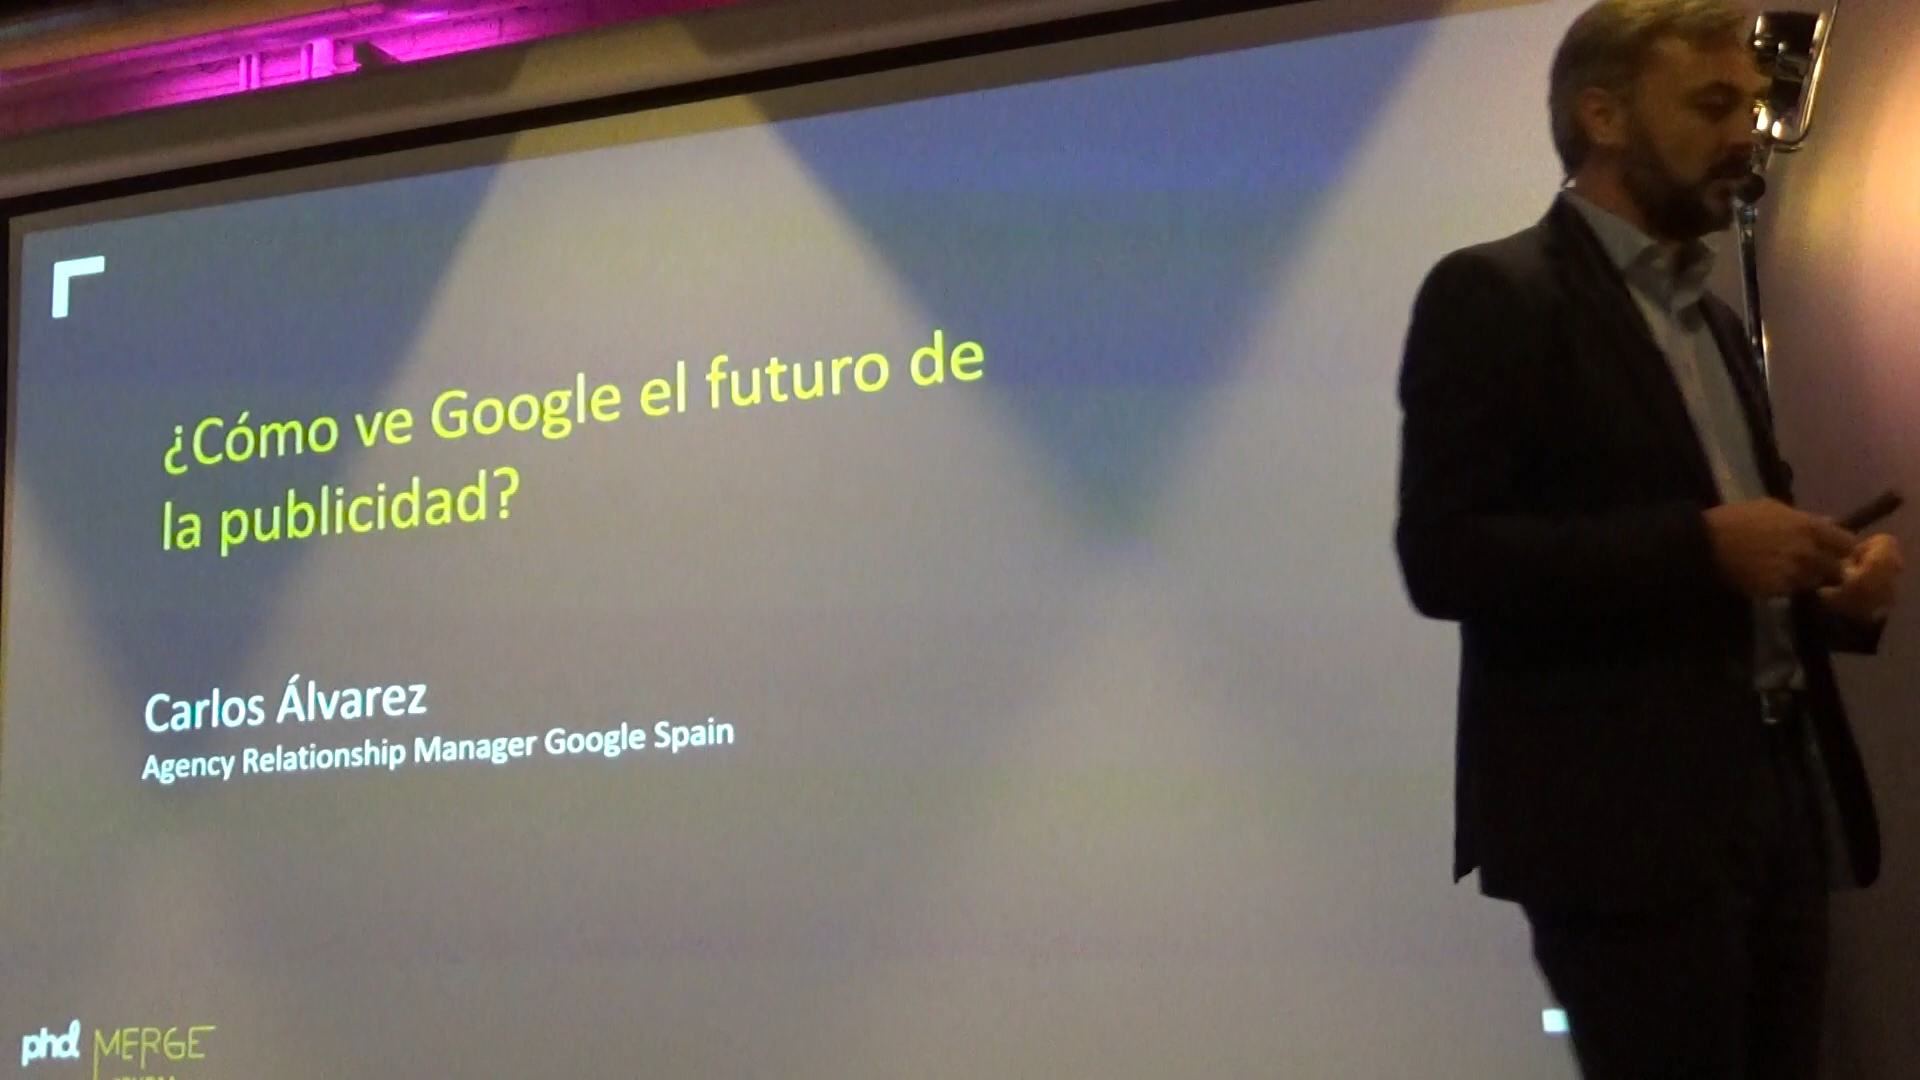 ¿Cómo ve Google el futuro de
la publicidad?
Carlos Álvarez
Agency Relationship Manager Google Spain
phd MERGE